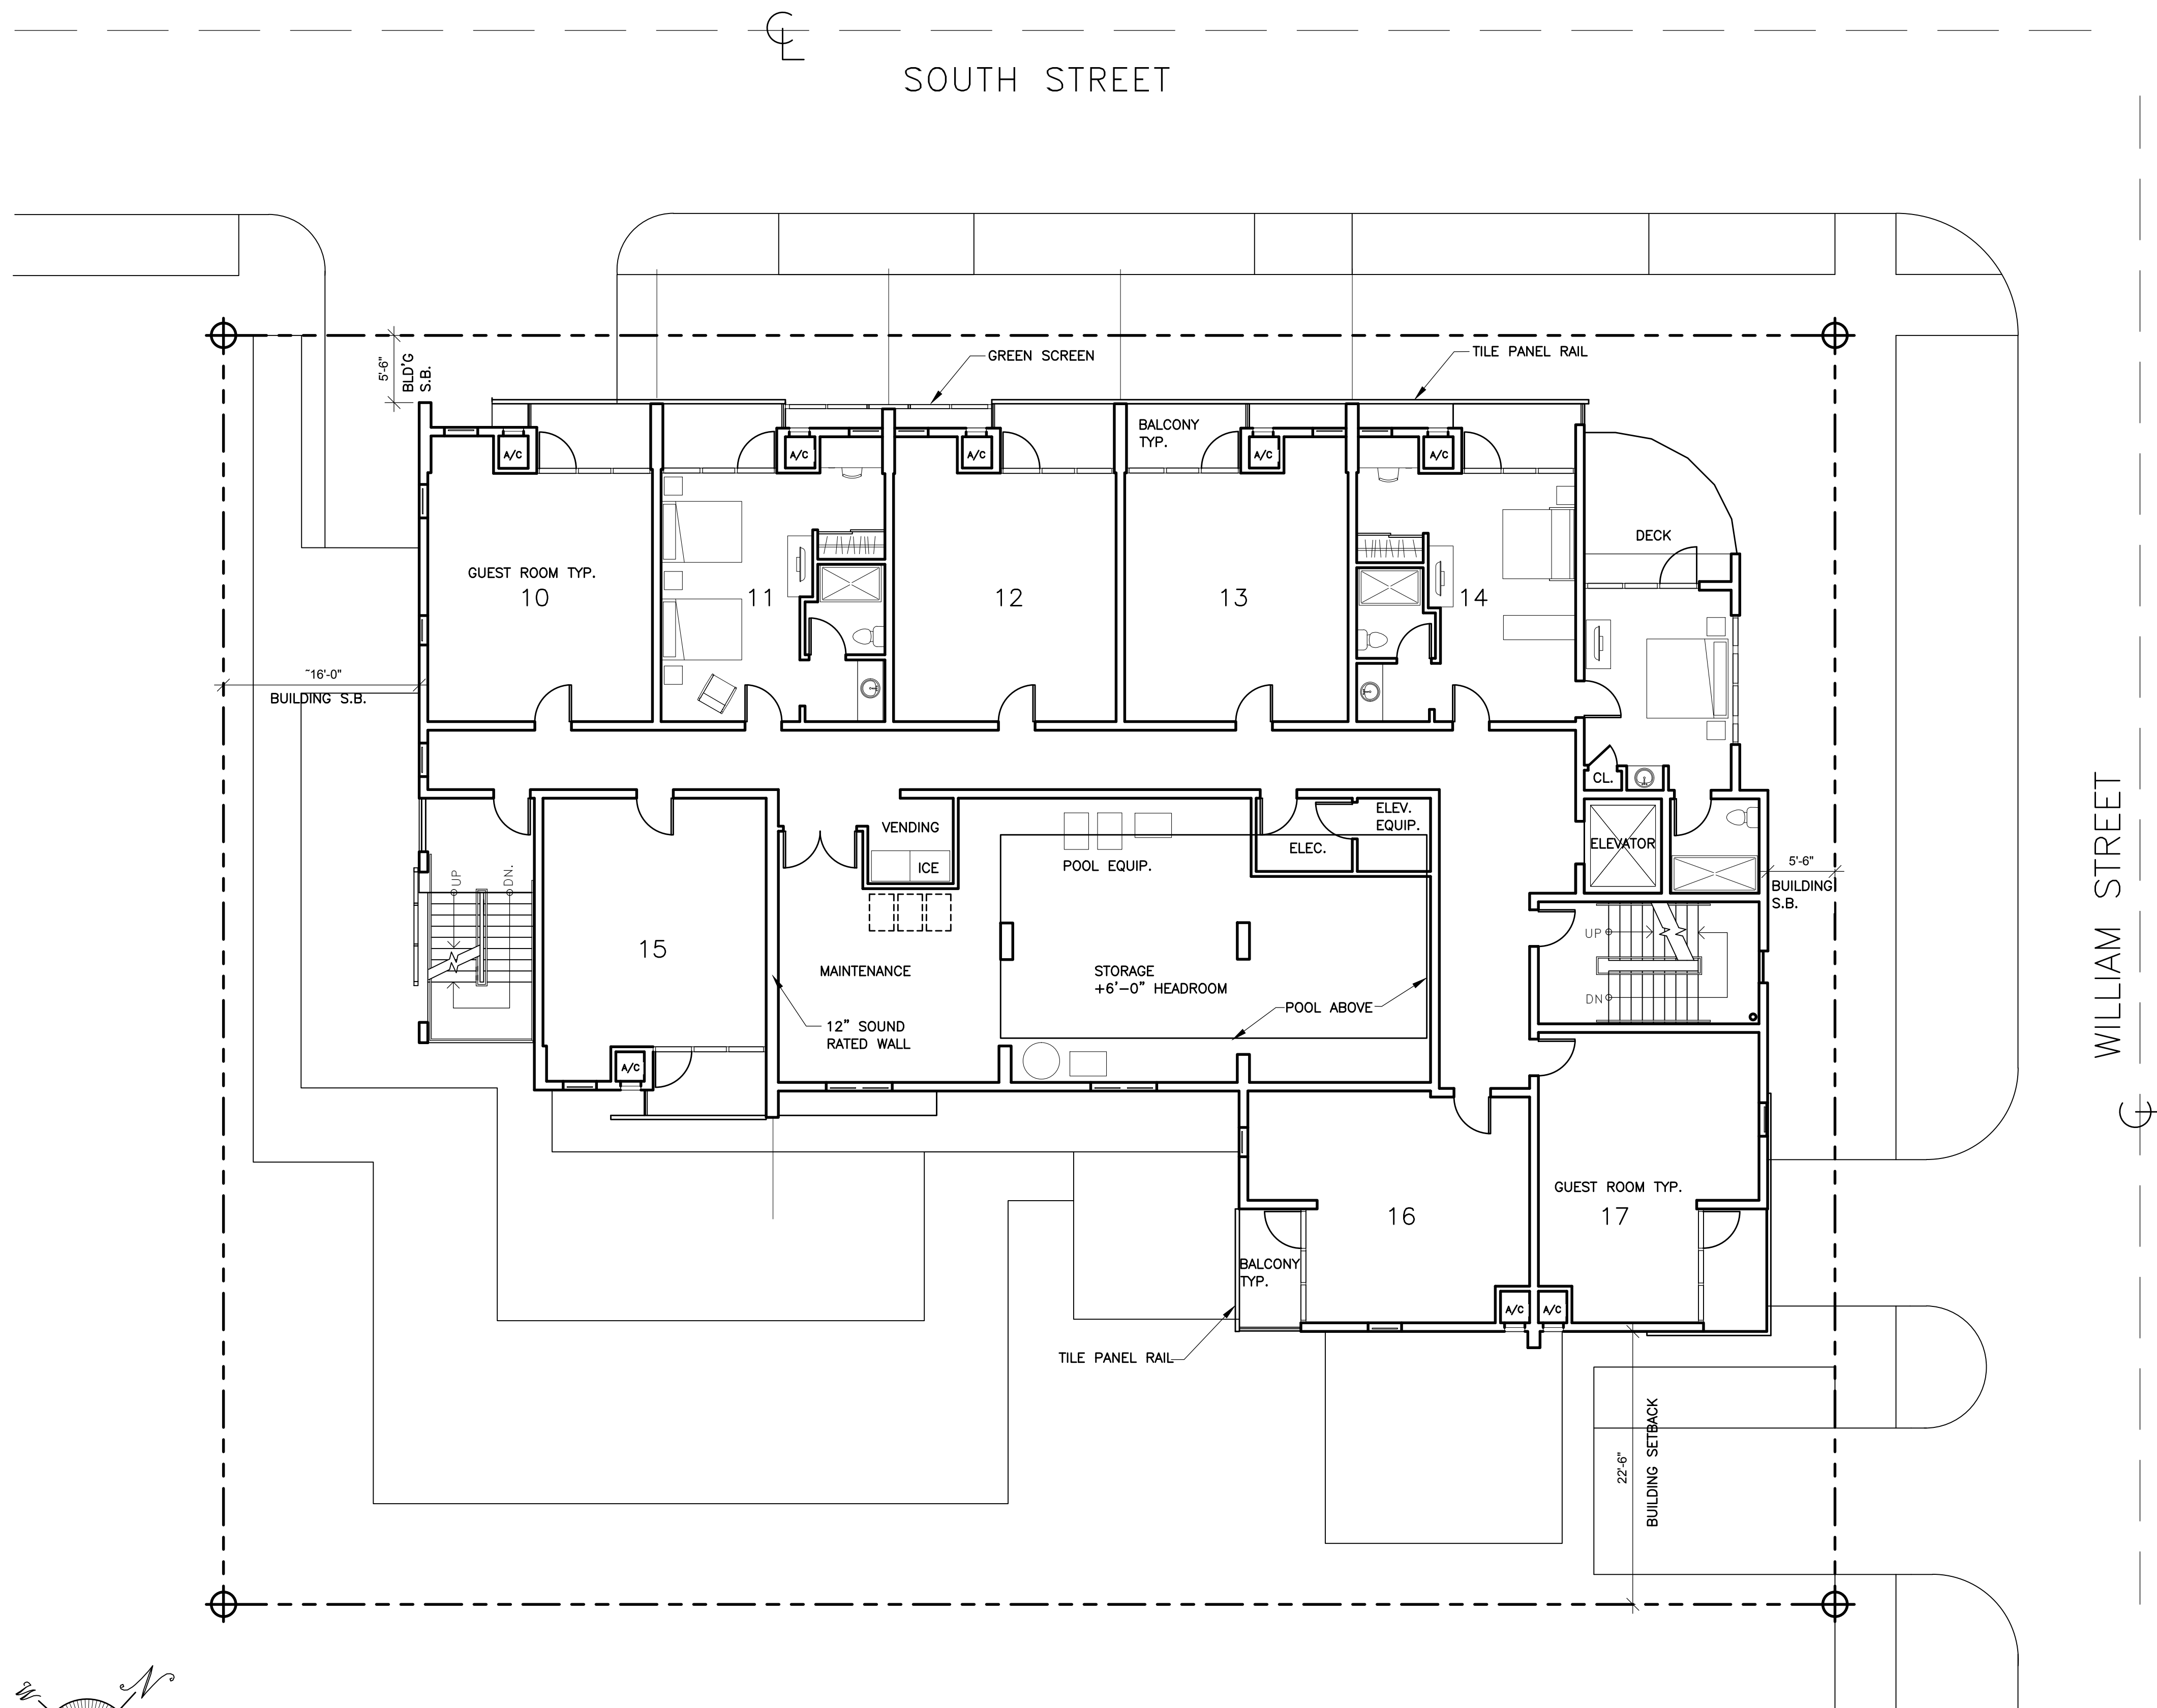 SOUTH STREET
5'-6"
BLD'G
S.B.
GREEN SCREEN
TILE PANEL RAIL
BALCONY
TYP.
A/C
A/C
A/C
A/C
A/C
DECK
GUEST ROOM TYP.
10
11
12
13
14
~16'-0"
BUILDING S.B.
CL.
ELEV.
EQUIP.
VENDING
ELEC.
ELEVATOR
ICE
POOL EQUIP.
5'-6"
BUILDING
S.B.
WILLIAM STREET
UP
DN.
15
MAINTENANCE
STORAGE
+6'-0" HEADROOM
POOL ABOVE
UP
DN
12" SOUND
RATED WALL
A/C
GUEST ROOM TYP.
16
17
BALCONY
TYP.
A/C
A/C
TILE PANEL RAIL
22'-6"
BUILDING SETBACK
N
W